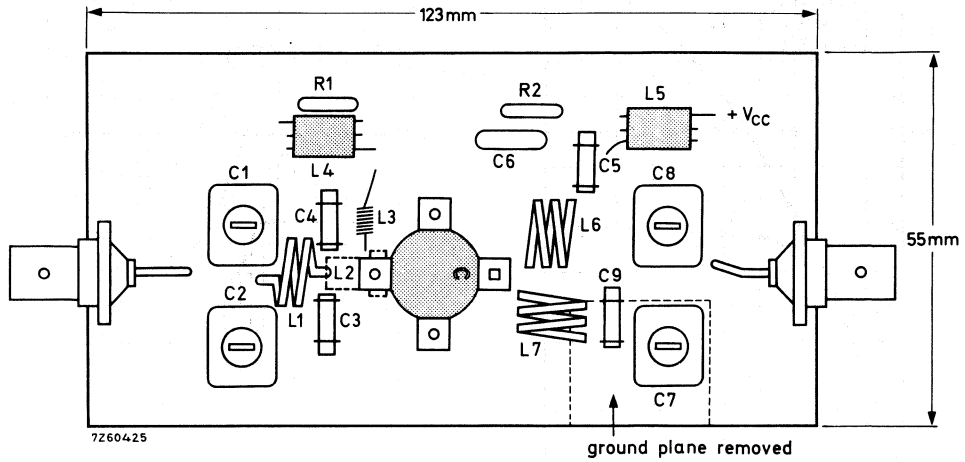 123mm
R1
R2
L5
+ VCC
L4
C6
C5
C1
C4
L3
L6
C8
55mm
L2
c
C9
C2
L1
C3
L7
C7
7Z60425
ground plane removed